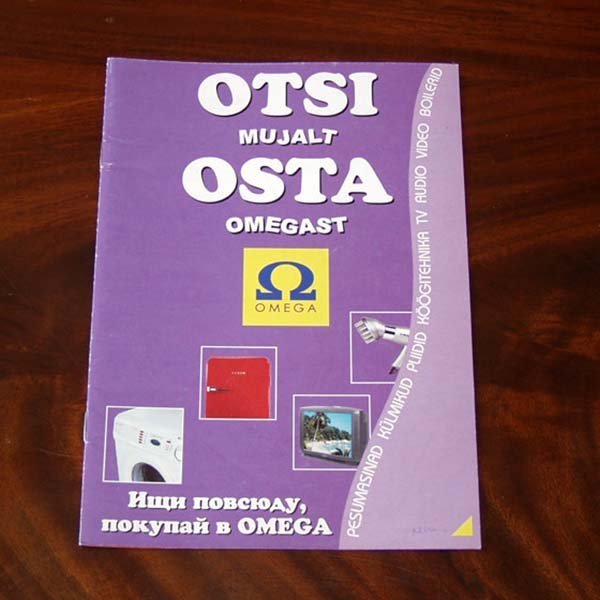 OTSI
MUJALT
OSTA
OMEGAST
Ω
OMEGA
PESUMASINAD KÜLMIKUD PLIIDID KÖÖGITEHNIKA TV AUDIO VIDEO BOILERID
Ищи повсюду,
покупай в OMEGA